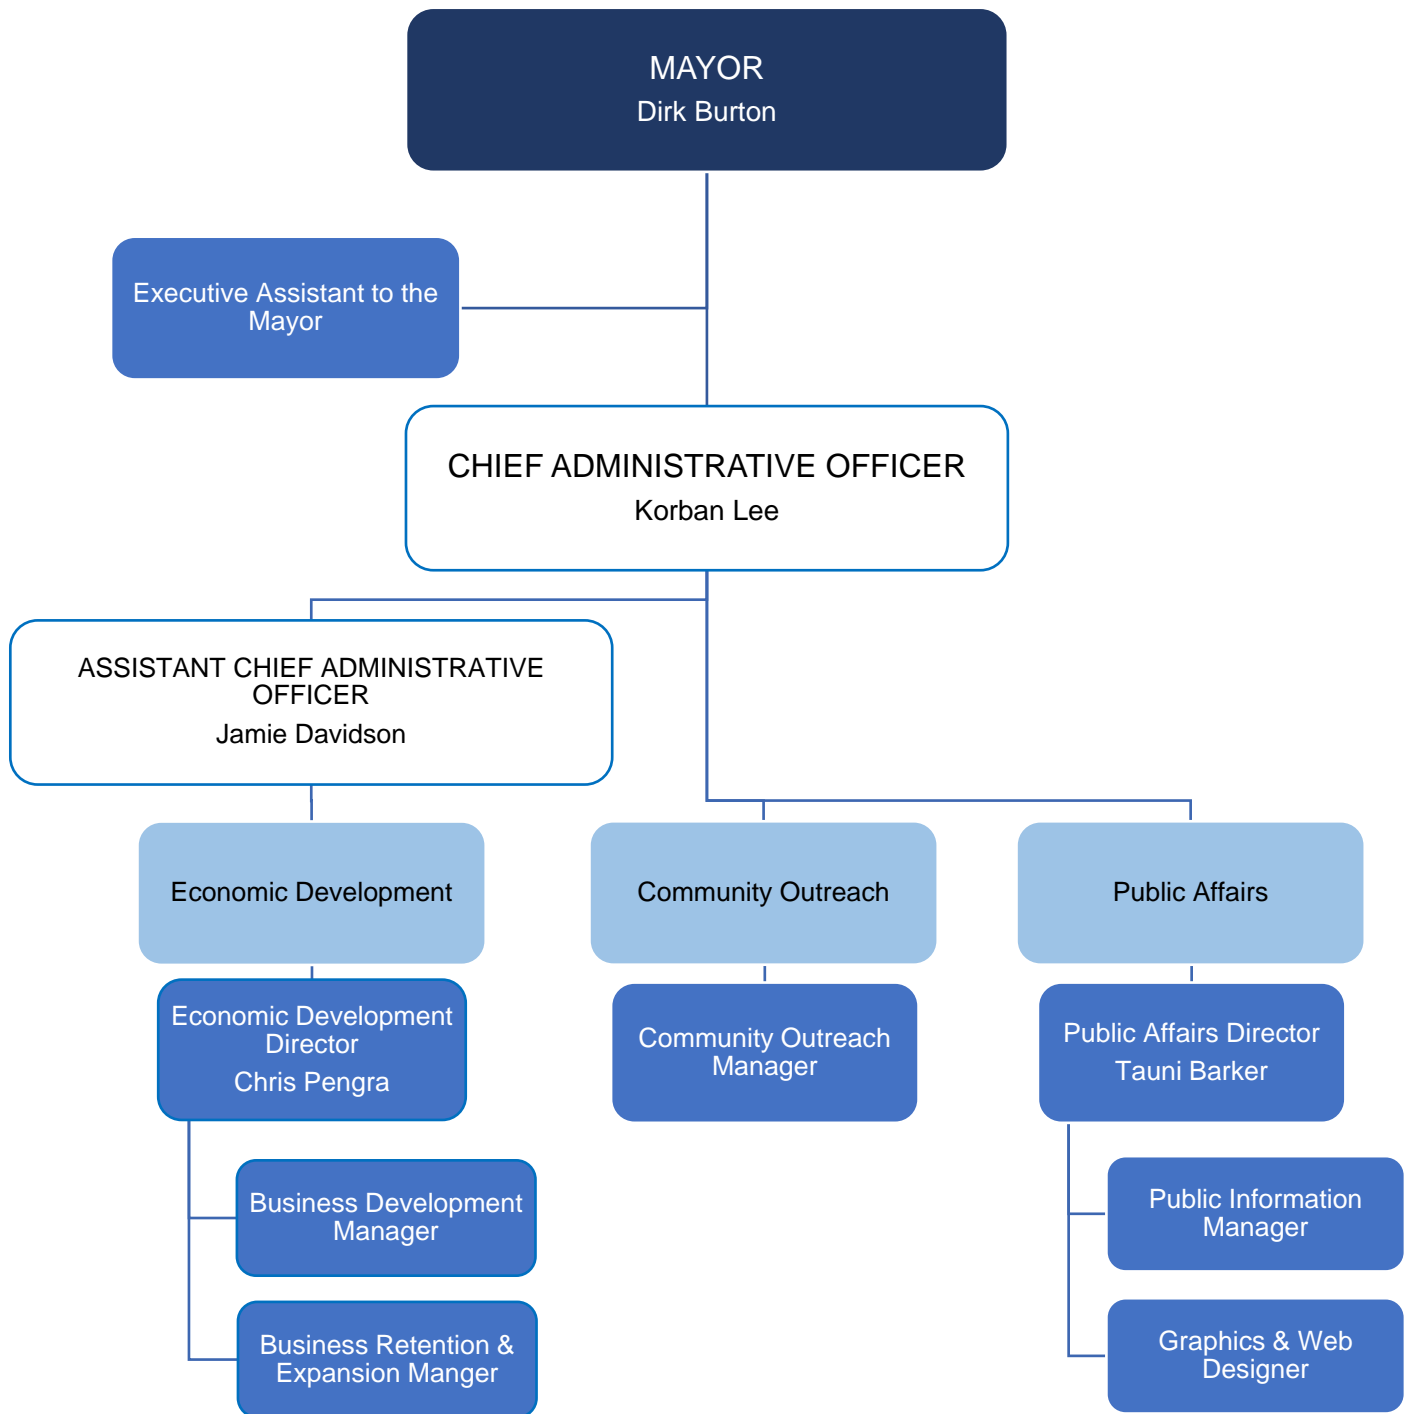 MAYOR
Dirk Burton
Executive Assistant to the
Mayor
CHIEF ADMINISTRATIVE OFFICER
Korban Lee
ASSISTANT CHIEF ADMINISTRATIVE
OFFICER
Jamie Davidson
Economic Development
Community Outreach
Public Affairs
Economic Development
Director
Chris Pengra
Community Outreach
Manager
Public Affairs Director
Tauni Barker
Business Development
Manager
Public Information
Manager
Business Retention &
Expansion Manger
Graphics & Web
Designer